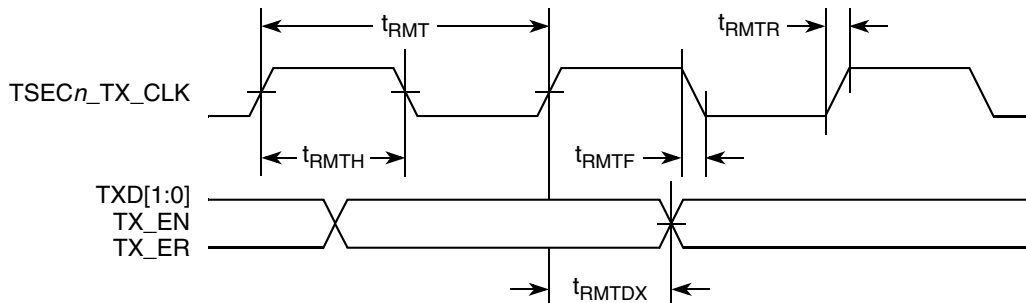 tRMT
tRMTR
TSECn_TX_CLK
tRMTH
tRMTF
TXD[1:0]
TX_EN
TX_ER
tRMTDX